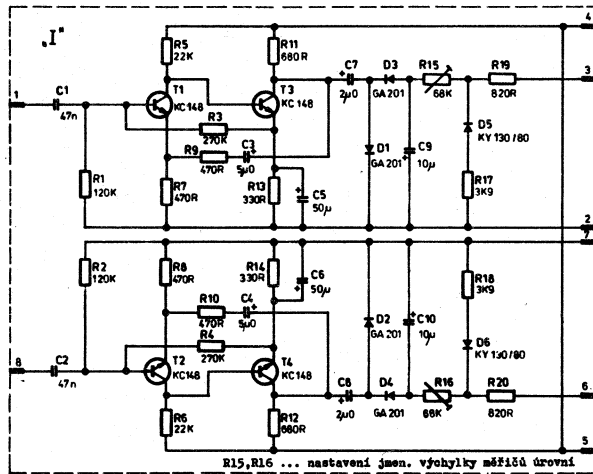 „I"
R5
22K
R11
680R
4
C7
2µ0
D3
GA 201
R15
68K
R19
820R
3
1
C1
47n
T1
KC 148
T3
KC 148
R3
270K
R9
470R
C3
5µ0
D1
GA 201
C9
10µ
D5
KY 130/80
R1
120K
R7
470R
R13
330R
C5
50µ
R17
3K9
2
7
R2
120K
R8
470R
R14
330R
C6
50µ
R18
3K9
R10
470R
C4
5µ0
R4
270K
D2
GA 201
C10
10µ
D6
KY 130/80
8
C2
47n
T2
KC148
T4
KC148
C8
2µ0
D4
GA 201
R16
68K
R20
820R
6
R6
22K
R12
680R
5
R15,R16 ... nastavení jmen. výchylky měřičů úrovní